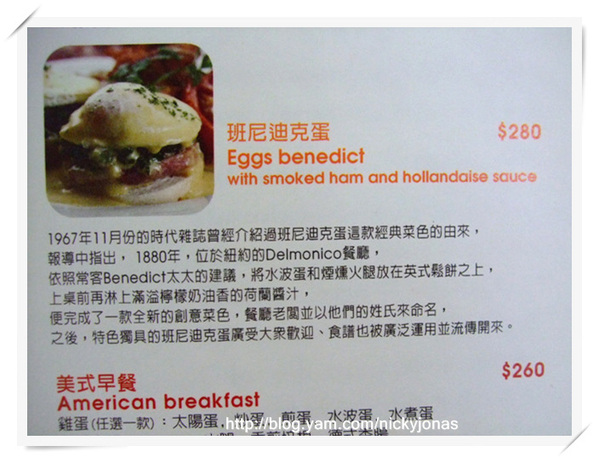 班尼迪克蛋 $280
Eggs benedict
with smoked ham and hollandaise sauce
1967年11月份的時代雜誌曾經介紹過班尼迪克蛋這款經典菜色的由來，
報導中指出，1880年，位於紐約的Delmonico餐廳，
依照常客Benedict太太的建議，將水波蛋和煙燻火腿放在英式鬆餅之上，
上桌前再淋上滿溢檸檬奶油香的荷蘭醬汁，
便完成了一款全新的創意菜色，餐廳老闆並以他們的姓氏來命名，
之後，特色獨具的班尼迪克蛋廣受大衆歡迎、食譜也被廣泛運用並流傳開來。
美式早餐 $260
American breakfast
雞蛋(任選一款)：太陽蛋, 炒蛋, 煎蛋, 水波蛋, 水煮蛋
http://blog.yam.com/nickyjonas